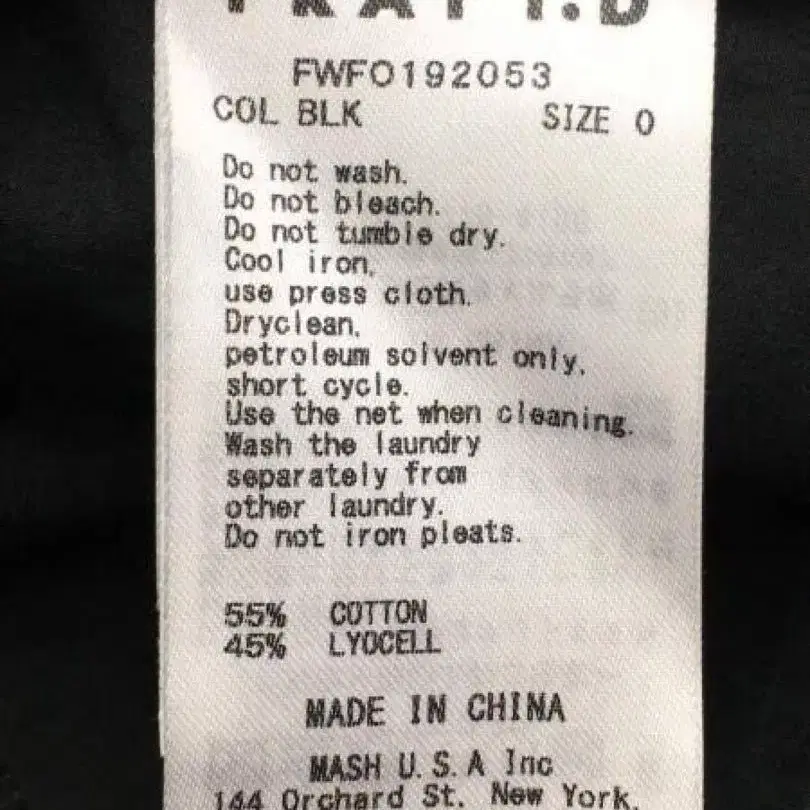 FWFO192053
COL BLK SIZE 0
Do not wash.
Do not bleach.
Do not tumble dry.
Cool iron.
use press cloth.
Dryclean.
petroleum solvent only.
short cycle.
Use the net when cleaning.
Wash the laundry
separately from
other laundry.
Do not iron pleats.
55% COTTON
45% LYOCELL
MADE IN CHINA
MASH U.S.A Inc
144 Orchard St. New York.